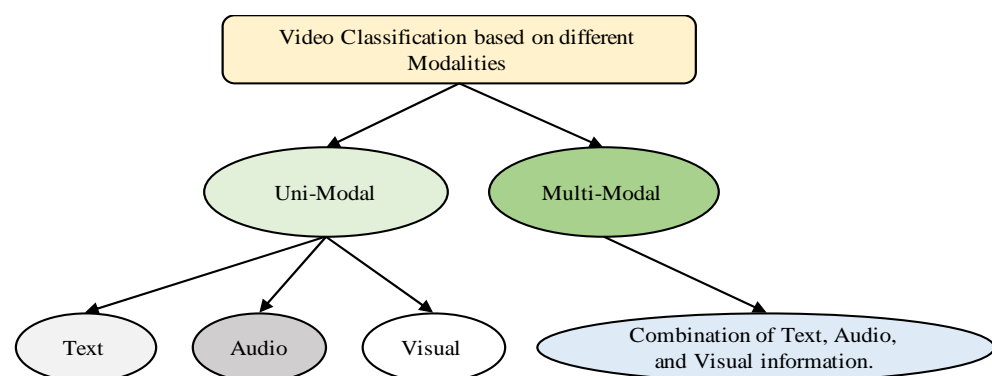 Video Classification based on different
Modalities
Uni-Modal
Multi-Modal
Text
Audio
Visual
Combination of Text, Audio,
and Visual information.